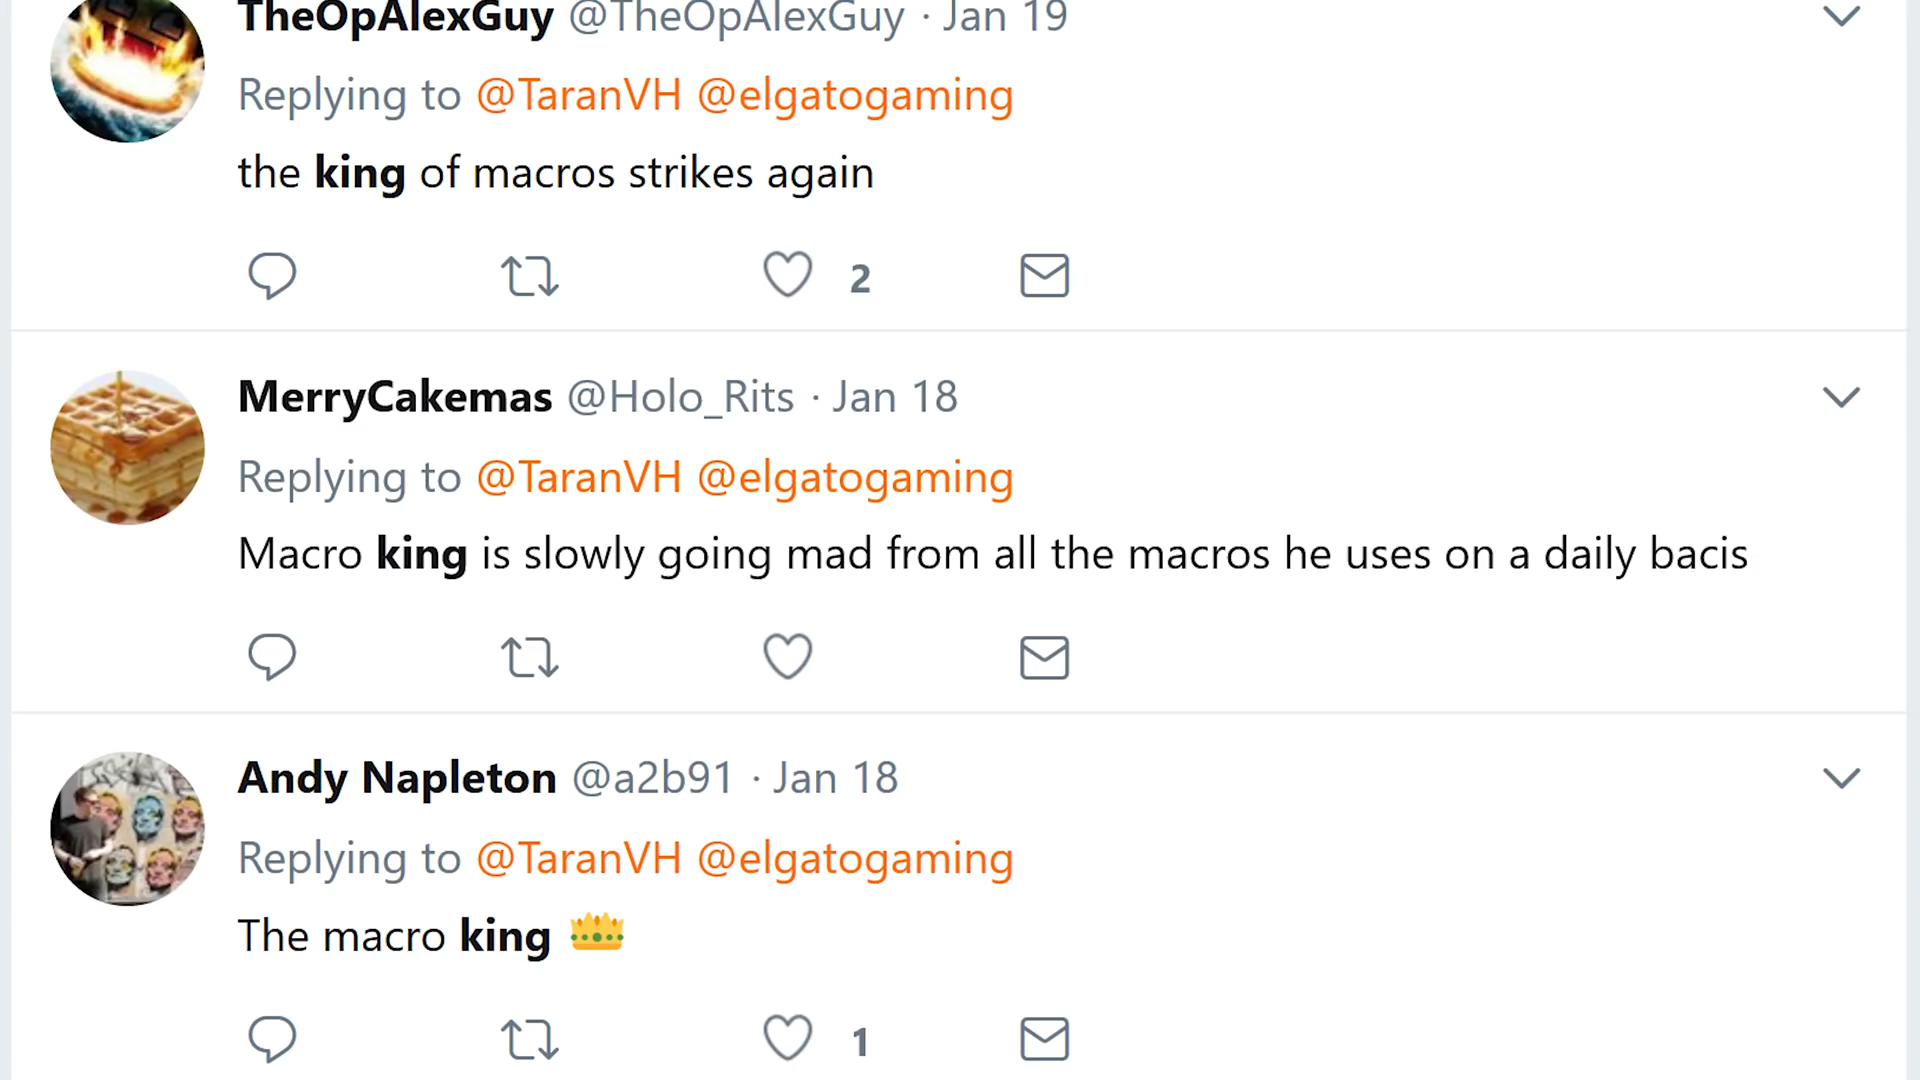 TheOpAlexGuy @TheOpAlexGuy · Jan 19
Replying to @TaranVH @elgatogaming
the king of macros strikes again
2
MerryCakemas @Holo_Rits · Jan 18
Replying to @TaranVH @elgatogaming
Macro king is slowly going mad from all the macros he uses on a daily bacis
Andy Napleton @a2b91 · Jan 18
Replying to @TaranVH @elgatogaming
The macro king 👑
1